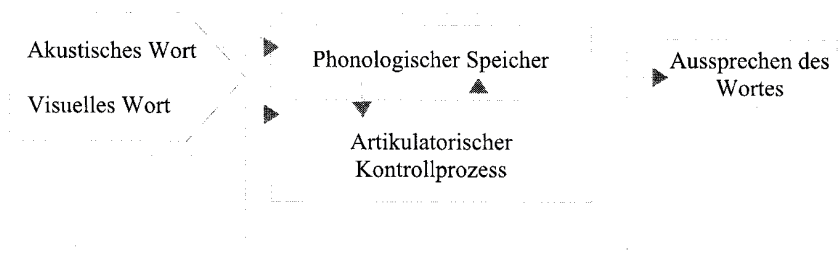 Akustisches Wort
Visuelles Wort
Phonologischer Speicher
Artikulatorischer
Kontrollprozess
Aussprechen des
Wortes